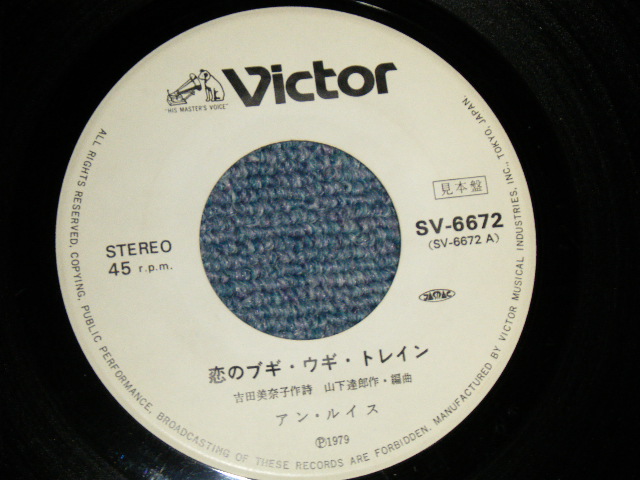 Victor
"HIS MASTER'S VOICE"
見本盤
SV-6672
(SV-6672 A)
STEREO
45 r.p.m.
JASRAC
恋のブギ・ウギ・トレイン
吉田美奈子作詩 山下達郎作・編曲
アン・ルイス
Ⓟ1979
ALL RIGHTS RESERVED. COPYING, PUBLIC PERFORMANCE, BROADCASTING OF THESE RECORDS ARE FORBIDDEN. MANUFACTURED BY VICTOR MUSICAL INDUSTRIES, INC., TOKYO, JAPAN.